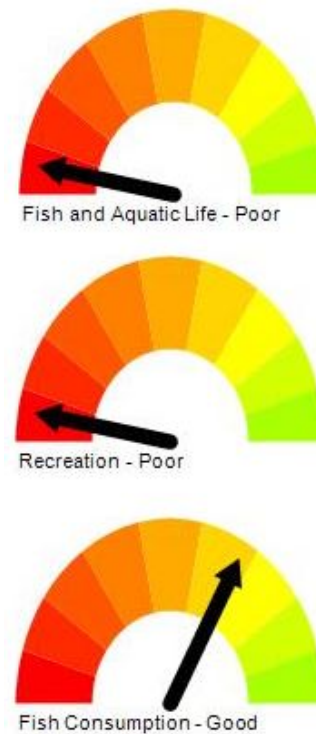 Fish and Aquatic Life - Poor
Recreation - Poor
Fish Consumption - Good